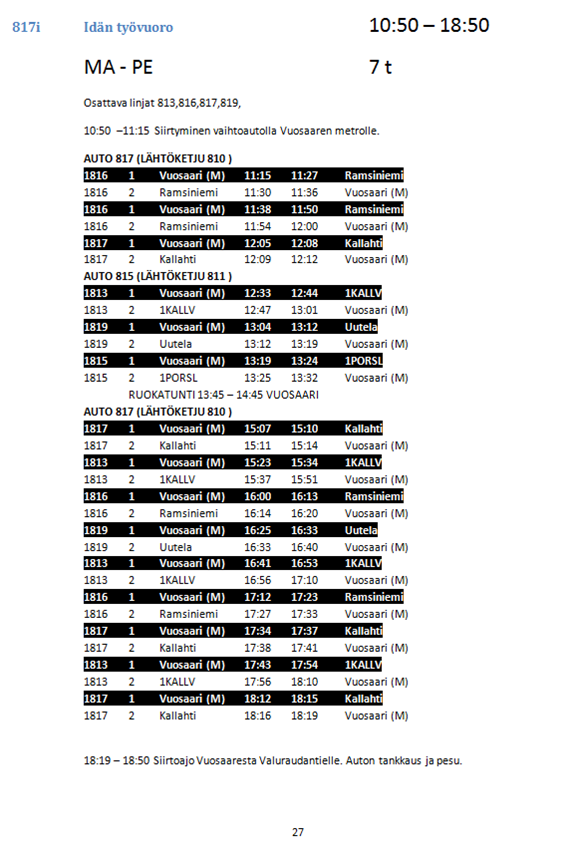 817i Idän työvuoro 10:50 – 18:50
MA - PE 7 t
Osattava linjat 813,816,817,819,
10:50 –11:15 Siirtyminen vaihtoautolla Vuosaaren metrolle.
AUTO 817 (LÄHTÖKETJU 810 )
1816 1 Vuosaari (M) 11:15 11:27 Ramsiniemi
1816 2 Ramsiniemi 11:30 11:36 Vuosaari (M)
1816 1 Vuosaari (M) 11:38 11:50 Ramsiniemi
1816 2 Ramsiniemi 11:54 12:00 Vuosaari (M)
1817 1 Vuosaari (M) 12:05 12:08 Kallahti
1817 2 Kallahti 12:09 12:12 Vuosaari (M)
AUTO 815 (LÄHTÖKETJU 811 )
1813 1 Vuosaari (M) 12:33 12:44 1KALLV
1813 2 1KALLV 12:47 13:01 Vuosaari (M)
1819 1 Vuosaari (M) 13:04 13:12 Uutela
1819 2 Uutela 13:12 13:19 Vuosaari (M)
1815 1 Vuosaari (M) 13:19 13:24 1PORSL
1815 2 1PORSL 13:25 13:32 Vuosaari (M)
RUOKATUNTI 13:45 – 14:45 VUOSAARI
AUTO 817 (LÄHTÖKETJU 810 )
1817 1 Vuosaari (M) 15:07 15:10 Kallahti
1817 2 Kallahti 15:11 15:14 Vuosaari (M)
1813 1 Vuosaari (M) 15:23 15:34 1KALLV
1813 2 1KALLV 15:37 15:51 Vuosaari (M)
1816 1 Vuosaari (M) 16:00 16:13 Ramsiniemi
1816 2 Ramsiniemi 16:14 16:20 Vuosaari (M)
1819 1 Vuosaari (M) 16:25 16:33 Uutela
1819 2 Uutela 16:33 16:40 Vuosaari (M)
1813 1 Vuosaari (M) 16:41 16:53 1KALLV
1813 2 1KALLV 16:56 17:10 Vuosaari (M)
1816 1 Vuosaari (M) 17:12 17:23 Ramsiniemi
1816 2 Ramsiniemi 17:27 17:33 Vuosaari (M)
1817 1 Vuosaari (M) 17:34 17:37 Kallahti
1817 2 Kallahti 17:38 17:41 Vuosaari (M)
1813 1 Vuosaari (M) 17:43 17:54 1KALLV
1813 2 1KALLV 17:56 18:10 Vuosaari (M)
1817 1 Vuosaari (M) 18:12 18:15 Kallahti
1817 2 Kallahti 18:16 18:19 Vuosaari (M)
18:19 – 18:50 Siirtoajo Vuosaaresta Valuraudantielle. Auton tankkaus ja pesu.
27